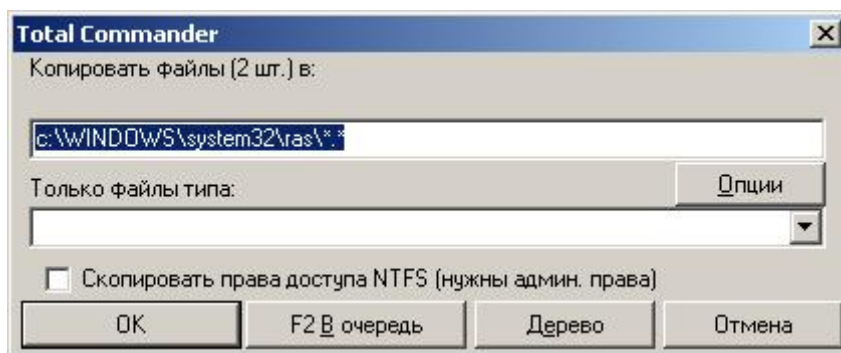 Total Commander
Копировать файлы (2 шт.) в:
c:\WINDOWS\system32\ras\*.*
Опции
Только файлы типа:
Скопировать права доступа NTFS (нужны админ. права)
OK
F2 В очередь
Дерево
Отмена